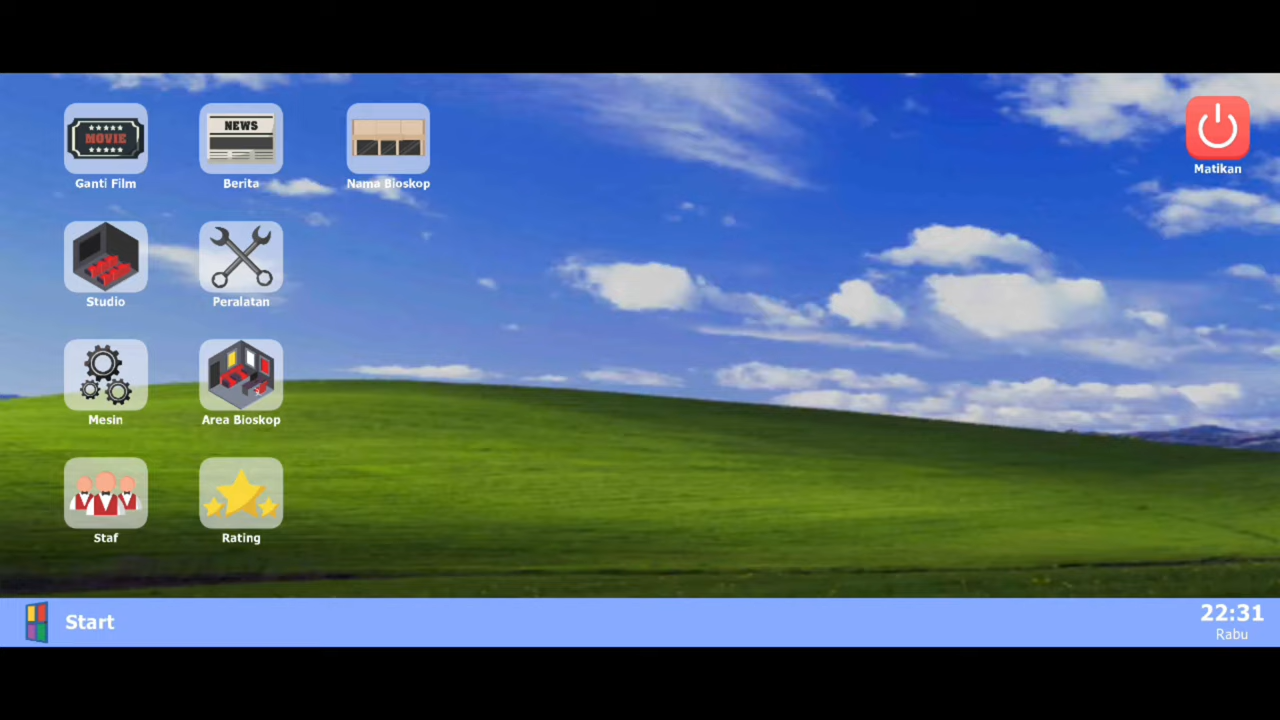 MOVIE
Ganti Film
NEWS
Berita
Nama Bioskop
Matikan
Studio
Peralatan
Mesin
Area Bioskop
Staf
Rating
Start
22:31
Rabu